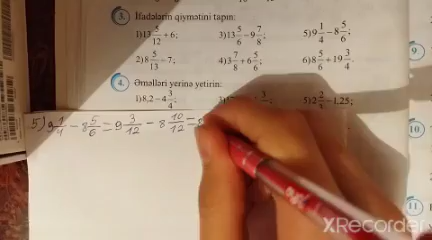 3. İfadələrin qiymətini tapın:
1) 13 5/12 + 6; 3) 13 5/6 − 9 7/8; 5) 9 1/4 − 8 5/6;
2) 8 5/13 − 7; 4) 3 7/8 + 6 5/6; 6) 8 5/6 + 19 3/4.
4. Əməlləri yerinə yetirin:
1) 8,2 − 4 3/4; 5) 2 2/3 − 1,25;
5) 9 1/4 − 8 5/6 = 9 3/12 − 8 10/12 =
9
10
11
XRecorder